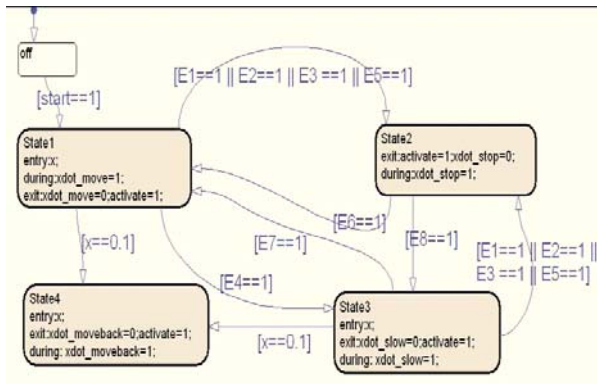 off
[E1==1 || E2==1 || E3 ==1 || E5==1]
[start==1]
State1
entry:x;
during:xdot_move=1;
exit:xdot_move=0;activate=1;
State2
exit:activate=1;xdot_stop=0;
during:xdot_stop=1;
[E6==1]
[E7==1]
[E8==1]
[x==0.1]
[E1==1 || E2==1 ||
E3 ==1 || E5==1]
[E4==1]
State4
entry:x;
exit:xdot_moveback=0;activate=1;
during: xdot_moveback=1;
State3
entry:x;
exit:xdot_slow=0;activate=1;
during: xdot_slow=1;
[x==0.1]